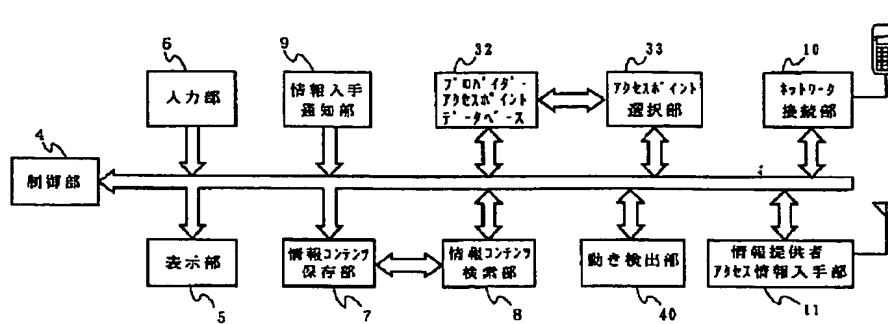 6
9
32
33
10
入力部
情報入手
通知部
プロバイダー
アクセスポイント
データベース
アクセスポイント
選択部
ネットワーク
接続部
4
制御部
表示部
情報コンテンツ
保存部
情報コンテンツ
検索部
動き検出部
情報提供者
アクセス情報入手部
5
7
8
40
11